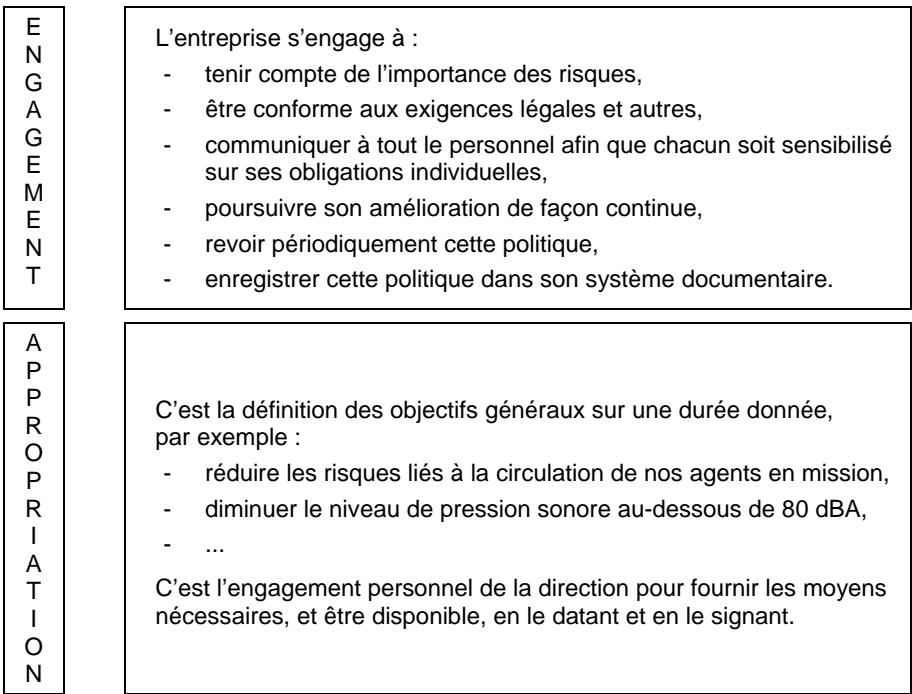 ENGAGEMENT
L'entreprise s'engage à :
- tenir compte de l'importance des risques,
- être conforme aux exigences légales et autres,
- communiquer à tout le personnel afin que chacun soit sensibilisé
sur ses obligations individuelles,
- poursuivre son amélioration de façon continue,
- revoir périodiquement cette politique,
- enregistrer cette politique dans son système documentaire.
APPROPRIATION
C'est la définition des objectifs généraux sur une durée donnée,
par exemple :
- réduire les risques liés à la circulation de nos agents en mission,
- diminuer le niveau de pression sonore au-dessous de 80 dBA,
- ...
C'est l'engagement personnel de la direction pour fournir les moyens
nécessaires, et être disponible, en le datant et en le signant.